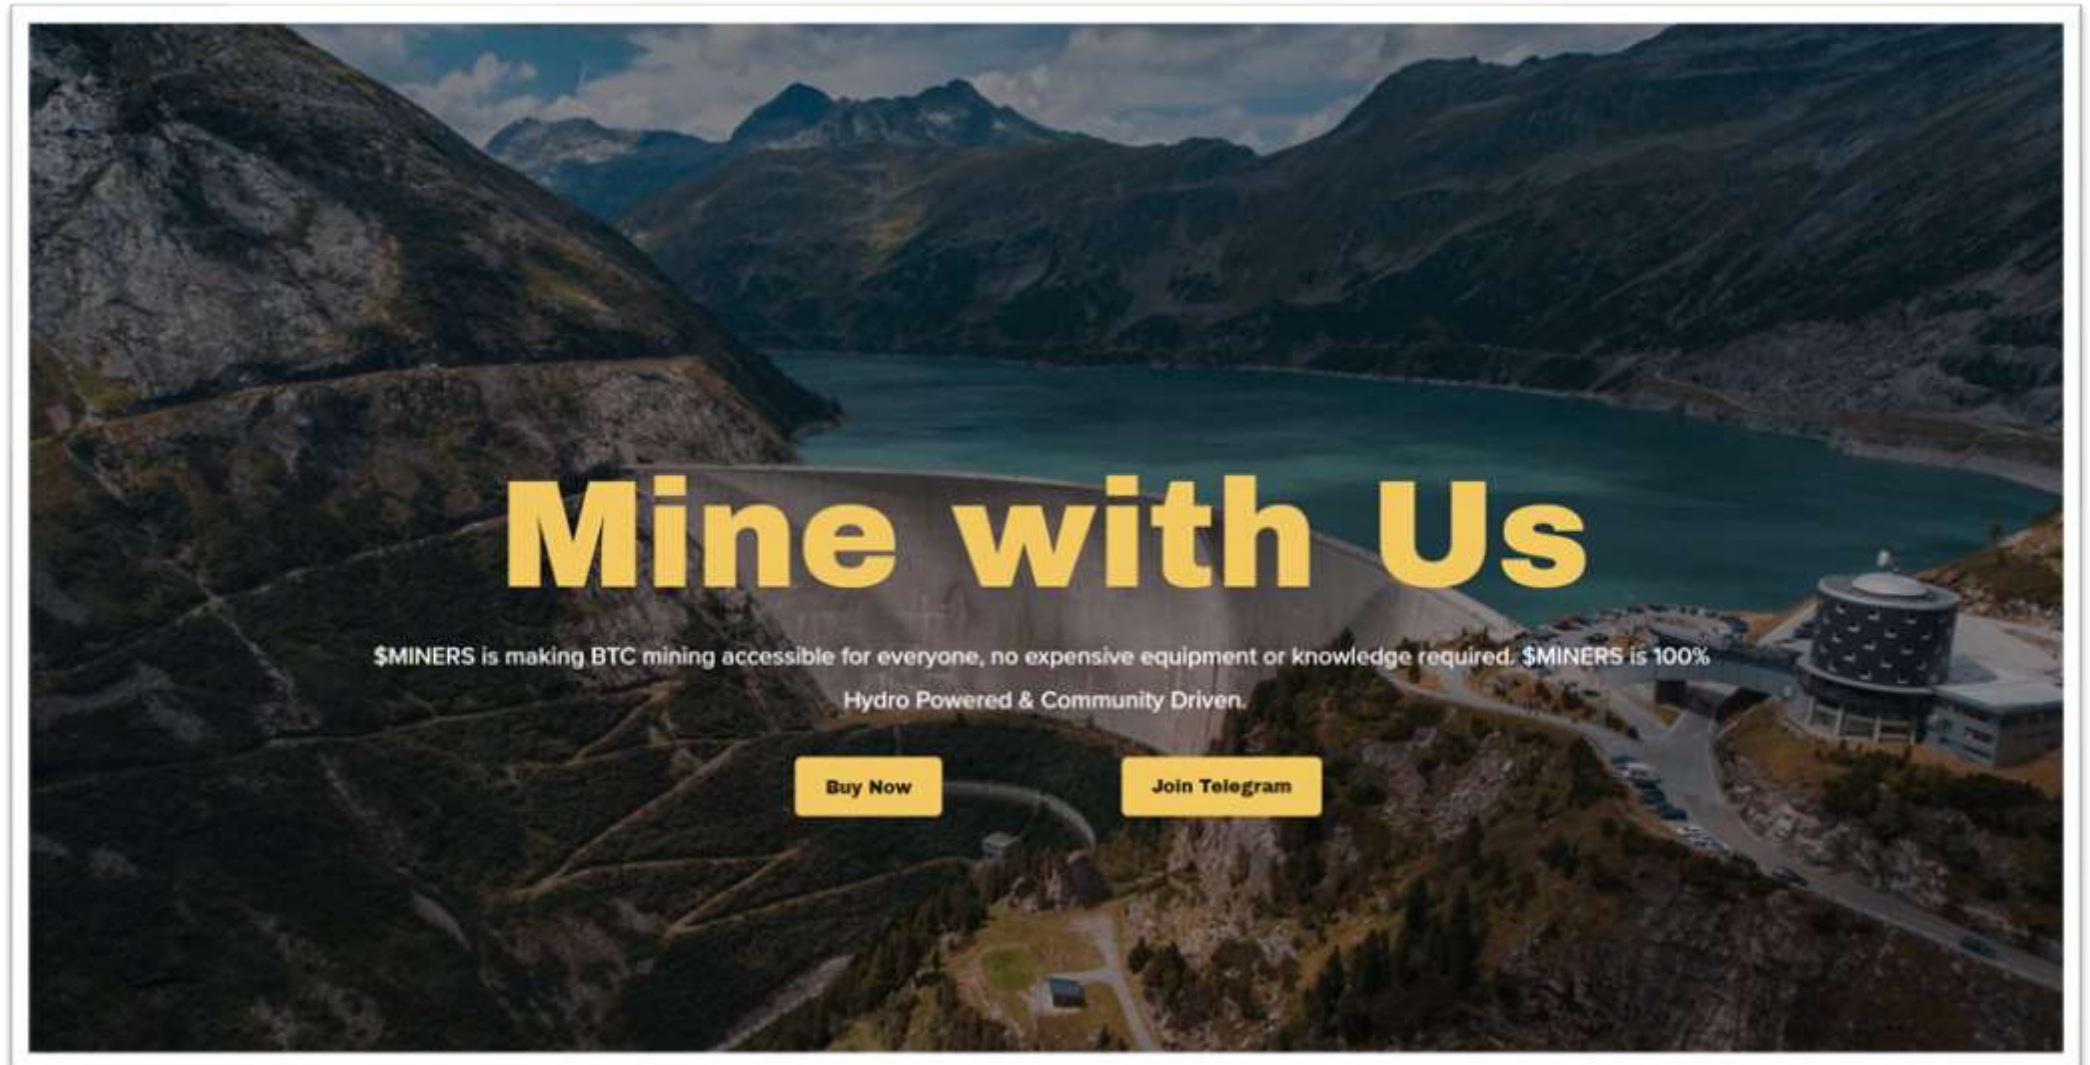 Mine with Us
$MINERS is making BTC mining accessible for everyone, no expensive equipment or knowledge required. $MINERS is 100%
Hydro Powered & Community Driven.
Buy Now
Join Telegram